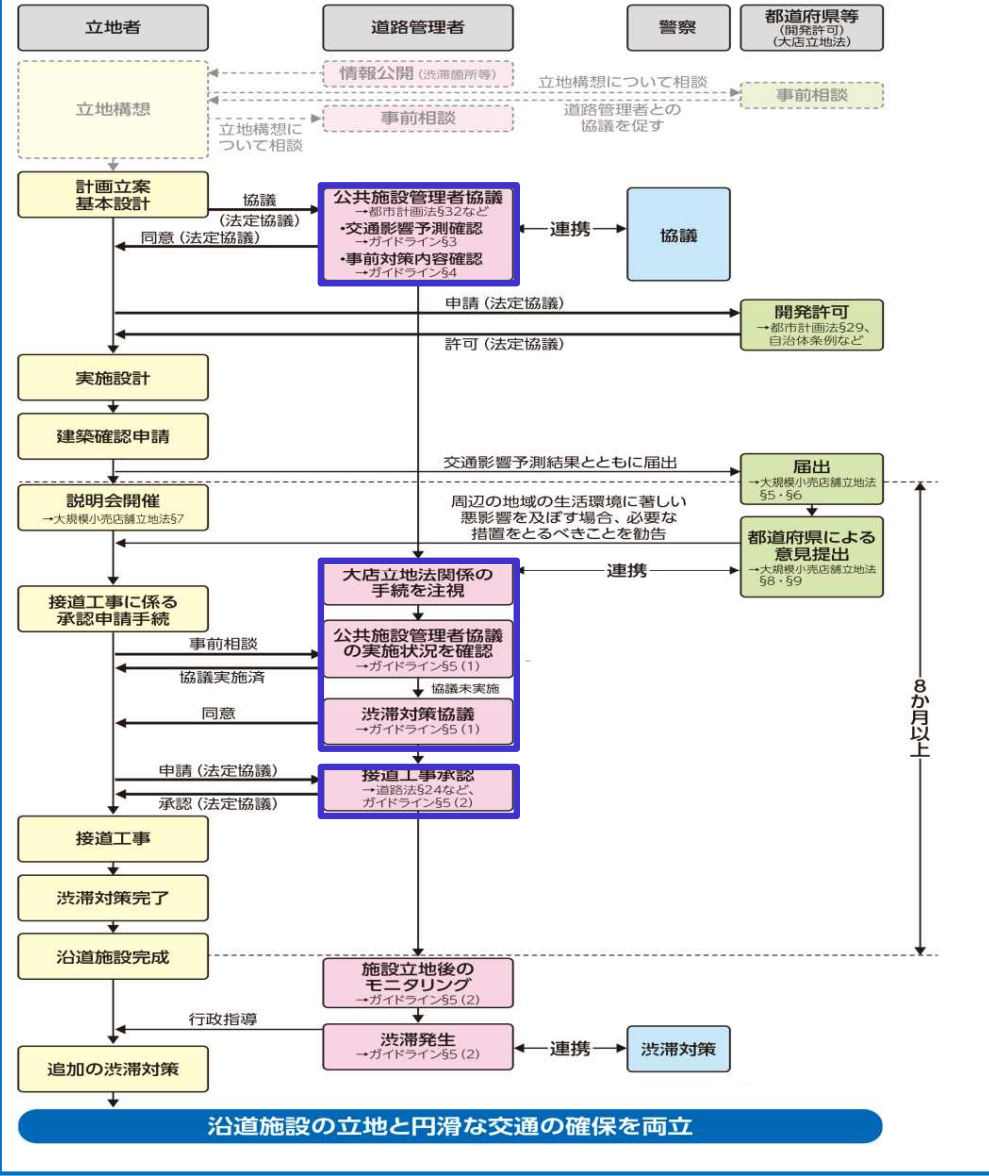 立地者
道路管理者
警察
都道府県等
(開発許可)
(大店立地法)
立地構想
情報公開 (渋滞箇所等)
立地構想について相談
事前相談
立地構想に
ついて相談
事前相談
道路管理者との
協議を促す
計画立案
基本設計
協議
(法定協議)
同意 (法定協議)
公共施設管理者協議
→都市計画法§32など
・交通影響予測確認
→ガイドライン§3
・事前対策内容確認
→ガイドライン§4
連携
協議
申請 (法定協議)
許可 (法定協議)
開発許可
→都市計画法§29、
自治体条例など
実施設計
建築確認申請
交通影響予測結果とともに届出
届出
→大規模小売店舗立地法
§5・§6
説明会開催
→大規模小売店舗立地法§7
周辺の地域の生活環境に著しい
悪影響を及ぼす場合、必要な
措置をとるべきことを勧告
都道府県による
意見提出
→大規模小売店舗立地法
§8・§9
大店立地法関係の
手続を注視
連携
接道工事に係る
承認申請手続
事前相談
協議実施済
公共施設管理者協議
の実施状況を確認
→ガイドライン§5 (1)
協議未実施
同意
渋滞対策協議
→ガイドライン§5 (1)
8か月以上
申請 (法定協議)
承認 (法定協議)
接道工事承認
→道路法§24など、
ガイドライン§5 (2)
接道工事
渋滞対策完了
沿道施設完成
施設立地後の
モニタリング
→ガイドライン§5 (2)
行政指導
渋滞発生
→ガイドライン§5 (2)
連携
渋滞対策
追加の渋滞対策
沿道施設の立地と円滑な交通の確保を両立